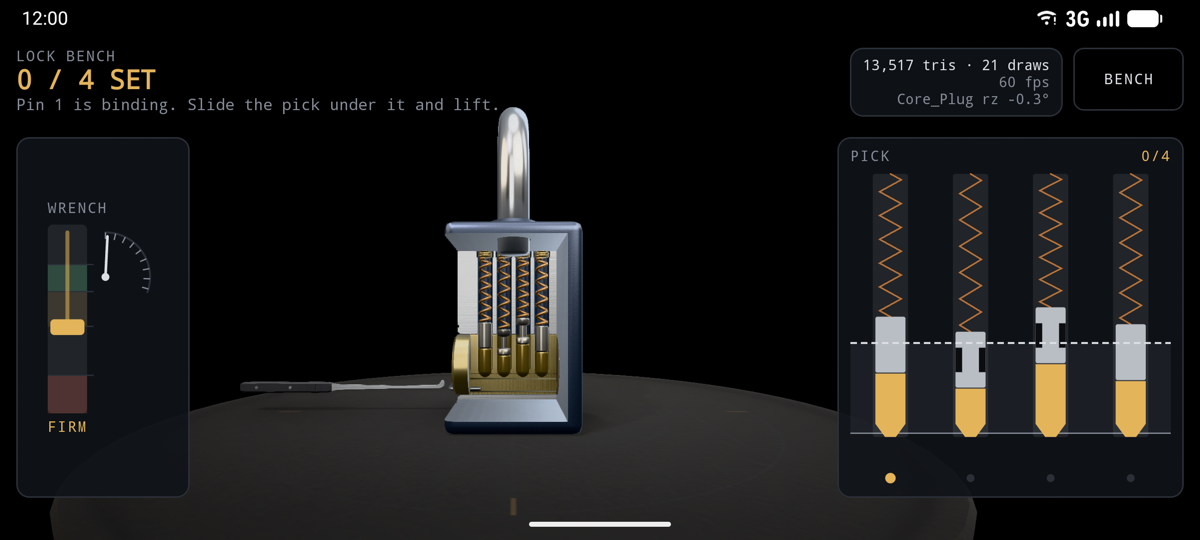 12:00
3G
LOCK BENCH
0 / 4 SET
Pin 1 is binding. Slide the pick under it and lift.
13,517 tris · 21 draws
60 fps
Core_Plug rz -0.3°
BENCH
WRENCH
FIRM
PICK
0/4